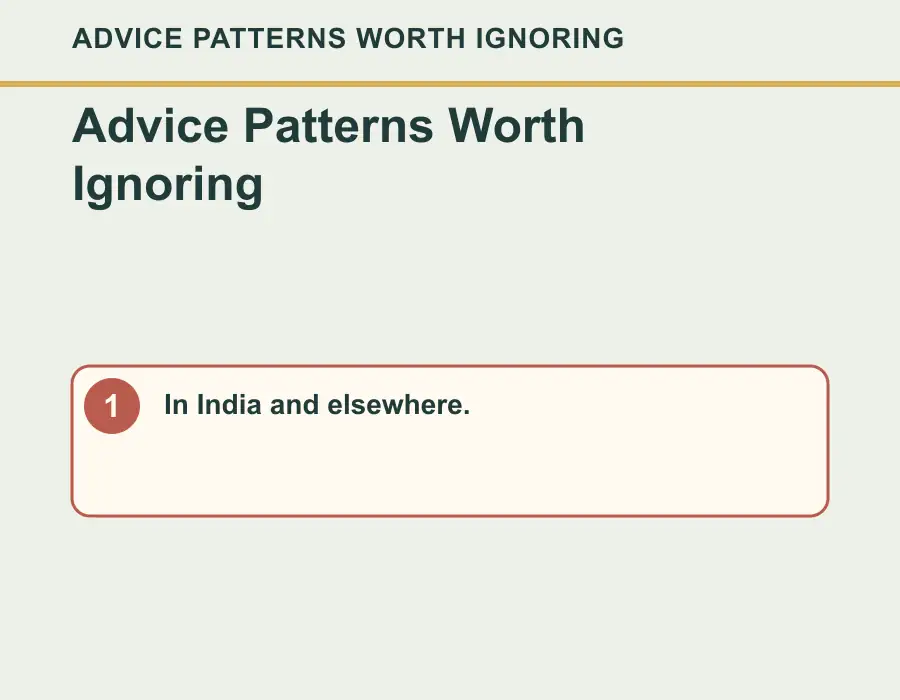 ADVICE PATTERNS WORTH IGNORING
Advice Patterns Worth
Ignoring
1 In India and elsewhere.